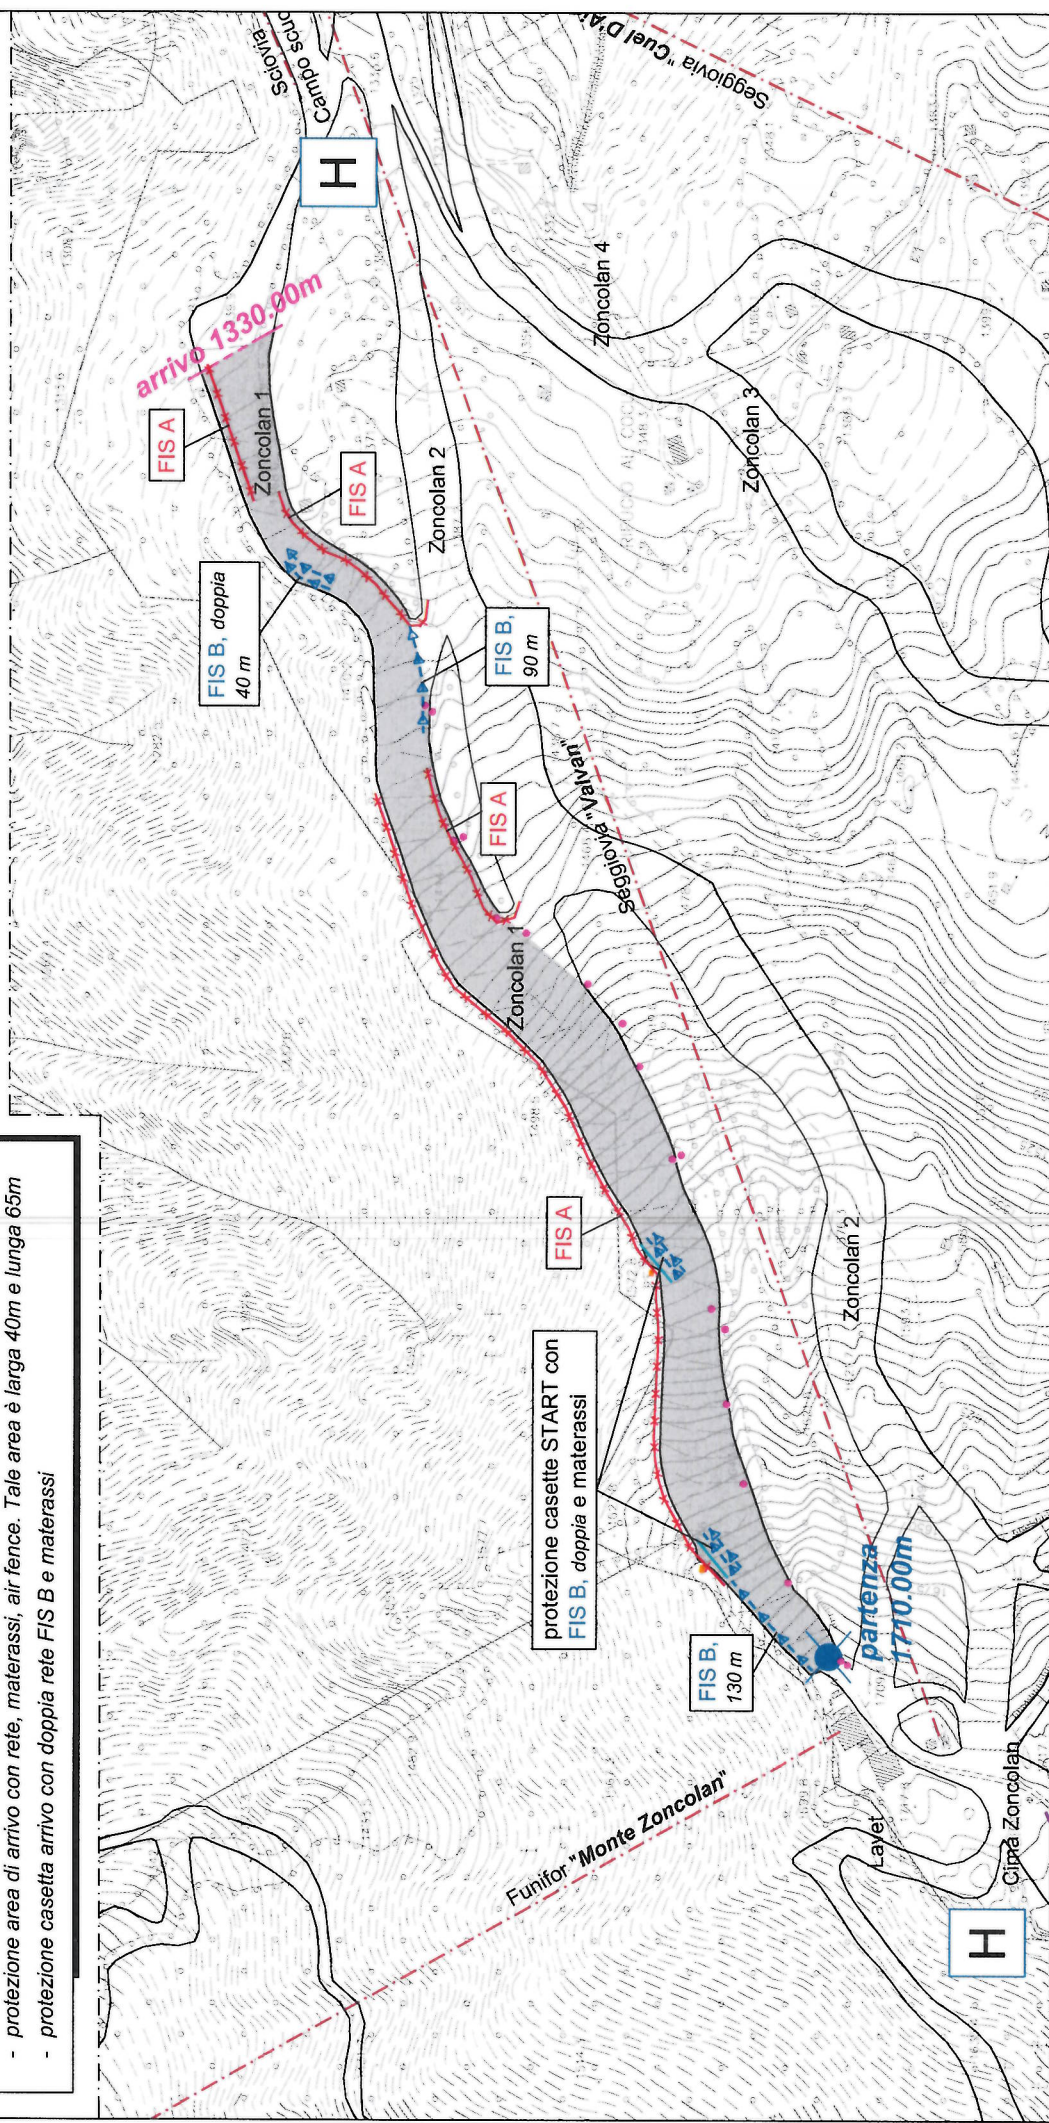 - protezione area di arrivo con rete, materassi, air fence. Tale area è larga 40m e lunga 65m
- protezione casetta arrivo con doppia rete FIS B e materassi
Sciovia
Campo scuo
Seggiovia "Cuel D'Ai
H
arrivo 1330.00m
FIS A
Zoncolan 1
FIS A
Zoncolan 2
Zoncolan 4
Zoncolan 3
FIS B, doppia
40 m
FIS B,
90 m
FIS A
Seggiovia "Valvan"
Zoncolan 1
FIS A
Zoncolan 2
protezione casette START con
FIS B, doppia e materassi
FIS B,
130 m
partenza
1710.00m
Funifor "Monte Zoncolan"
Layet
Cima Zoncolan
H